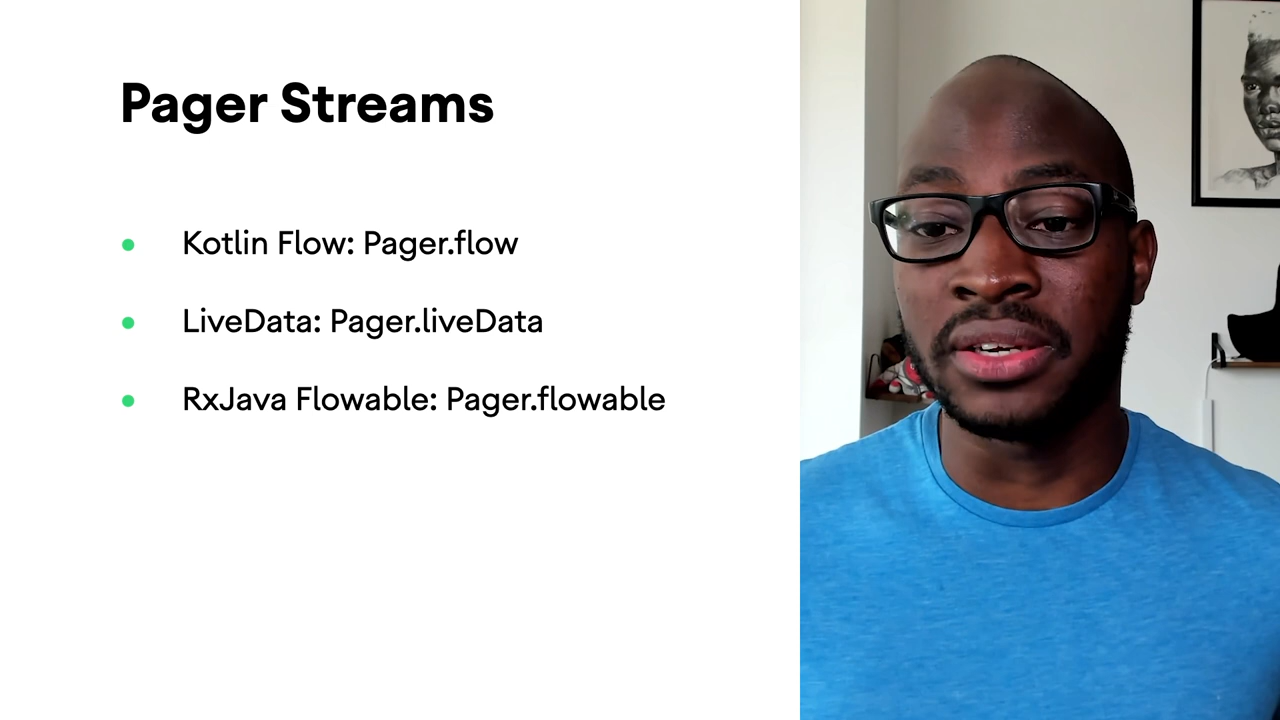 Pager Streams
Kotlin Flow: Pager.flow
LiveData: Pager.liveData
RxJava Flowable: Pager.flowable